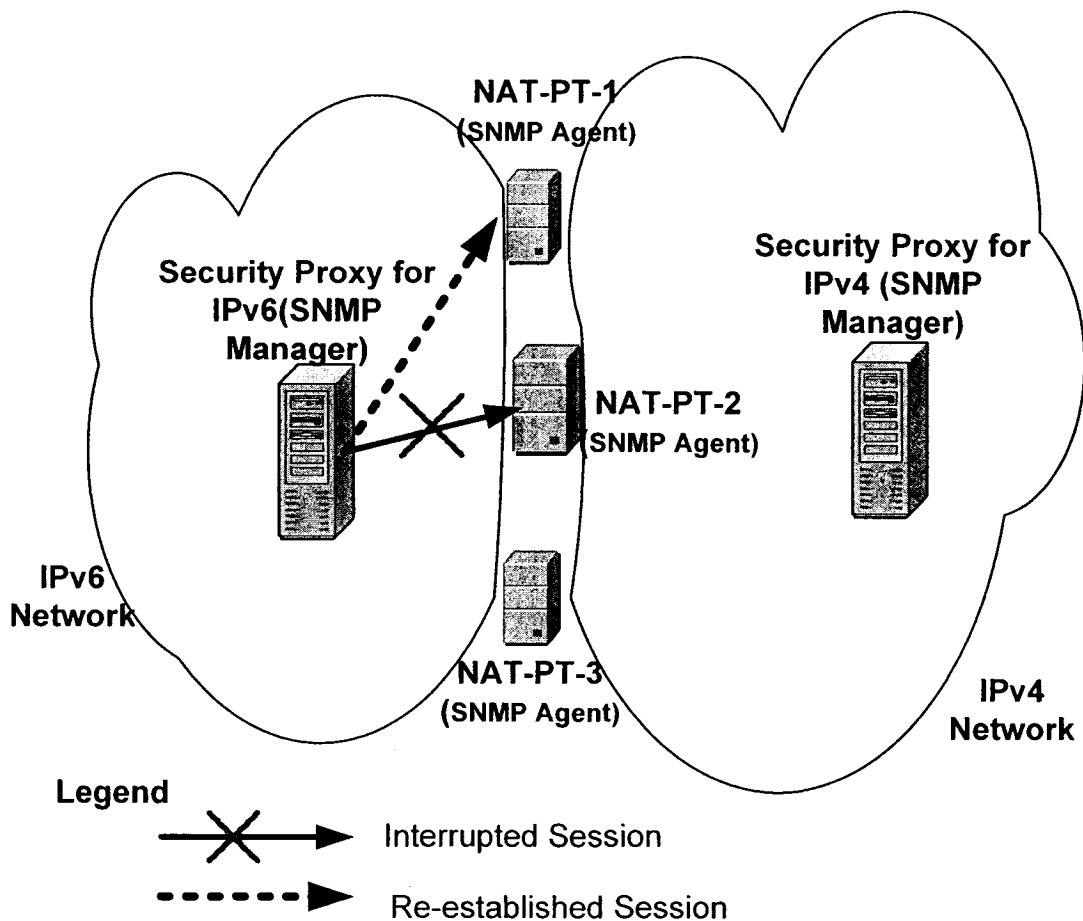 NAT-PT-1
(SNMP Agent)
Security Proxy for
IPv6(SNMP
Manager)
Security Proxy for
IPv4 (SNMP
Manager)
NAT-PT-2
(SNMP Agent)
IPv6
Network
NAT-PT-3
(SNMP Agent)
IPv4
Network
Legend
Interrupted Session
Re-established Session